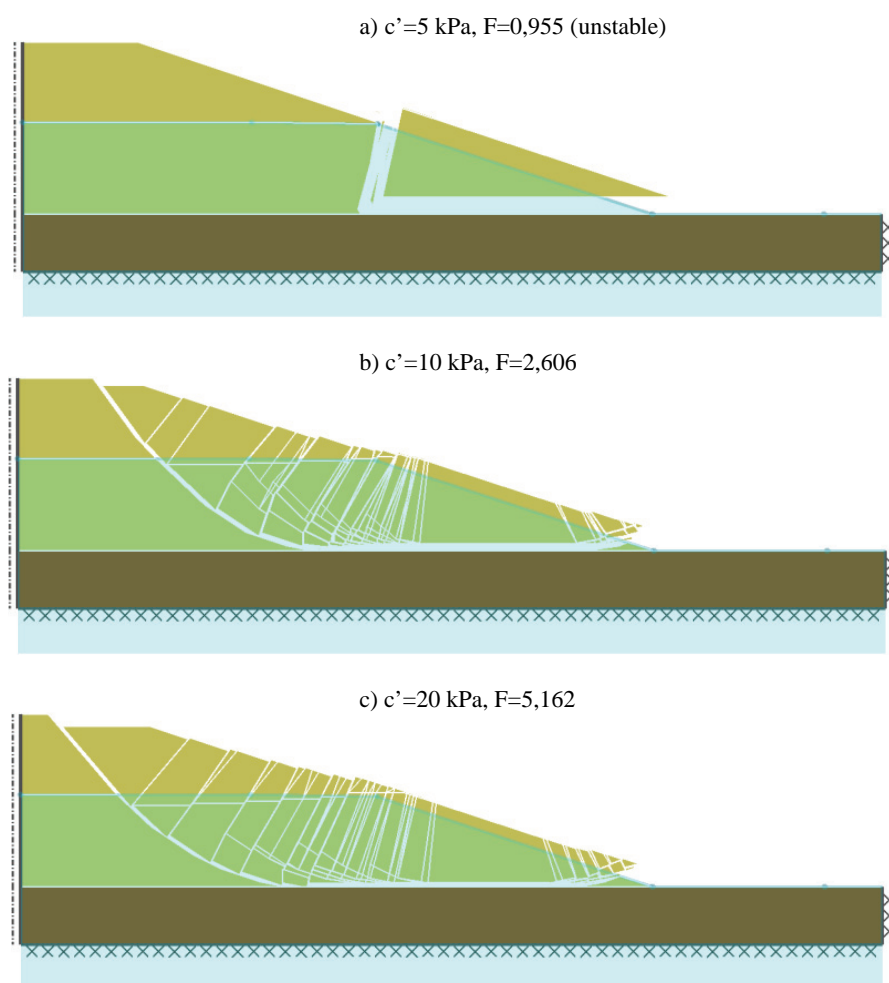 a) c’=5 kPa, F=0,955 (unstable)
b) c’=10 kPa, F=2,606
c) c’=20 kPa, F=5,162